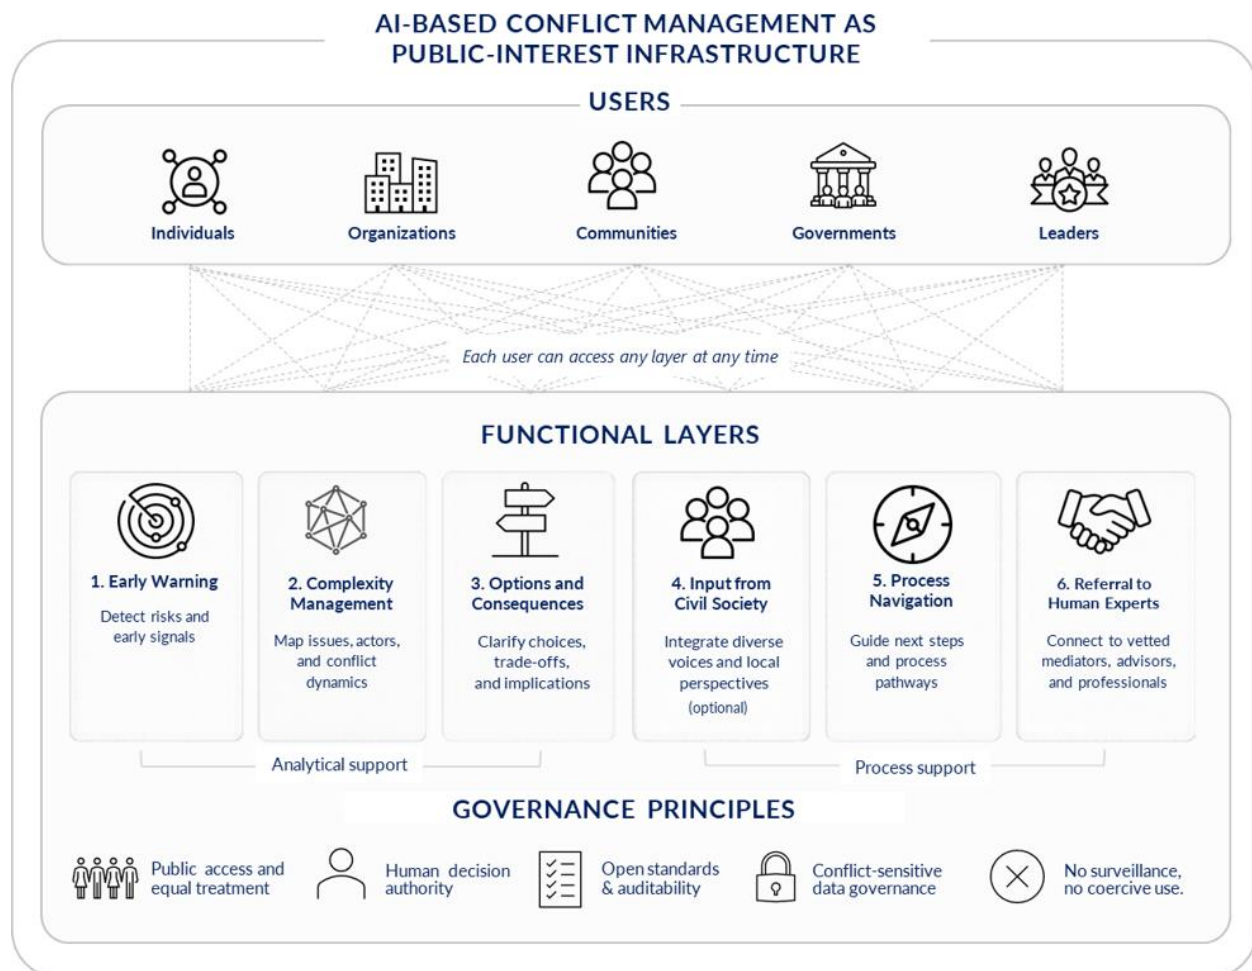 AI-BASED CONFLICT MANAGEMENT AS
PUBLIC-INTEREST INFRASTRUCTURE
USERS
Individuals
Organizations
Communities
Governments
Leaders
Each user can access any layer at any time
FUNCTIONAL LAYERS
1. Early Warning
Detect risks and
early signals
2. Complexity
Management
Map issues, actors,
and conflict
dynamics
3. Options and
Consequences
Clarify choices,
trade-offs,
and implications
4. Input from
Civil Society
Integrate diverse
voices and local
perspectives
(optional)
5. Process
Navigation
Guide next steps
and process
pathways
6. Referral to
Human Experts
Connect to vetted
mediators, advisors,
and professionals
Analytical support
Process support
GOVERNANCE PRINCIPLES
Public access and
equal treatment
Human decision
authority
Open standards
& auditability
Conflict-sensitive
data governance
No surveillance,
no coercive use.